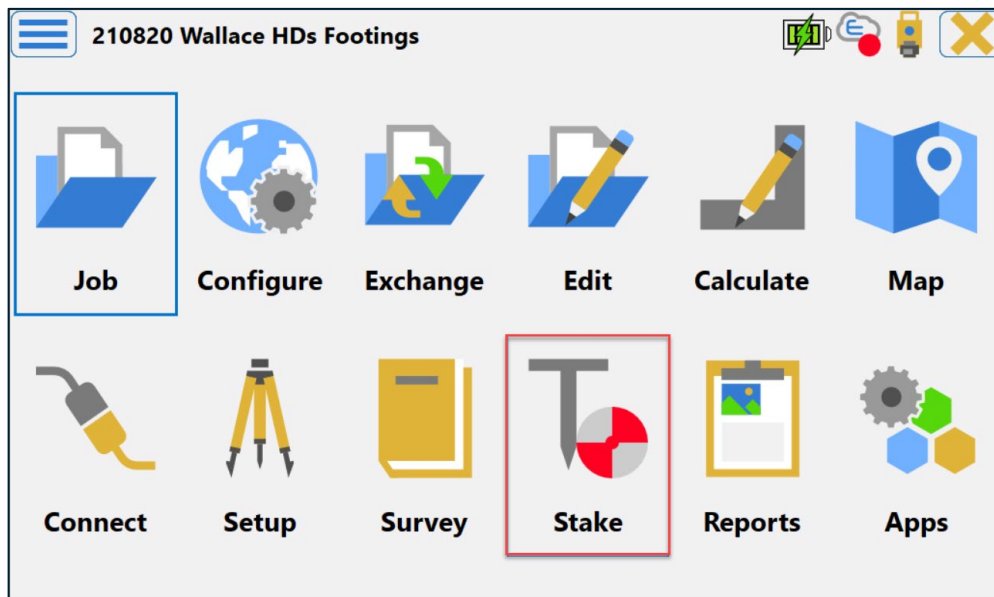 210820 Wallace HDs Footings
Job Configure Exchange Edit Calculate Map
Connect Setup Survey Stake Reports Apps